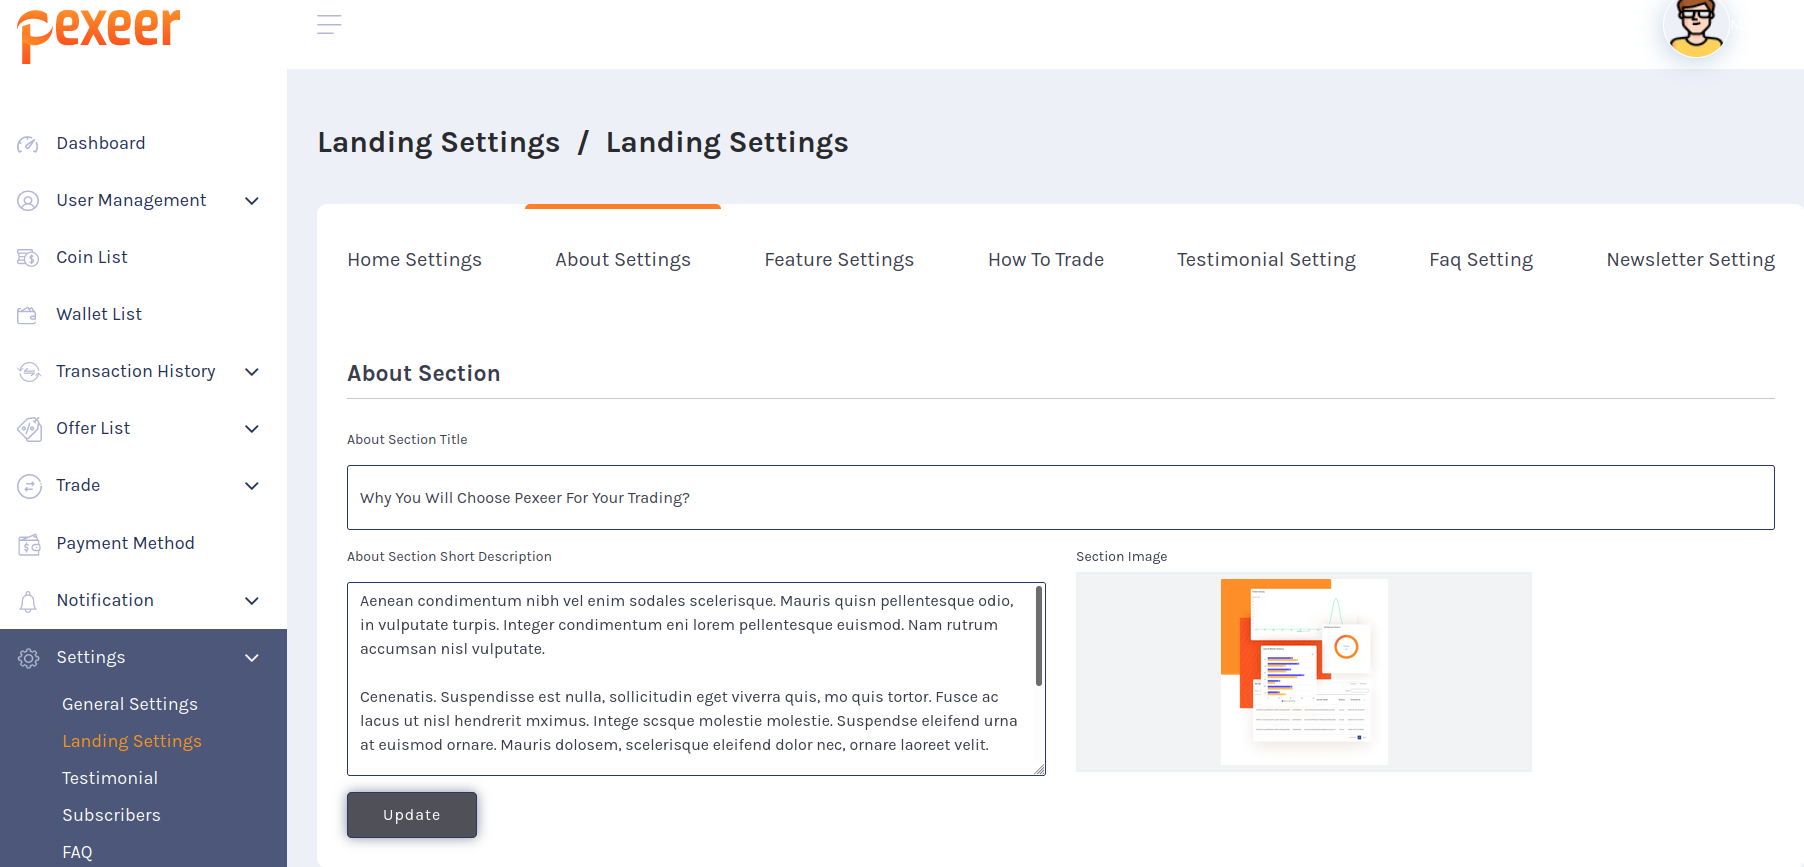 Pexeer
Dashboard
User Management
Coin List
Wallet List
Transaction History
Offer List
Trade
Payment Method
Notification
Settings
General Settings
Landing Settings
Testimonial
Subscribers
FAQ
Landing Settings / Landing Settings
Home Settings
About Settings
Feature Settings
How To Trade
Testimonial Setting
Faq Setting
Newsletter Setting
About Section
About Section Title
Why You Will Choose Pexeer For Your Trading?
About Section Short Description
Aenean condimentum nibh vel enim sodales scelerisque. Mauris quisn pellentesque odio,
in vulputate turpis. Integer condimentum eni lorem pellentesque euismod. Nam rutrum
accumsan nisl vulputate.
Cenenatis. Suspendisse est nulla, sollicitudin eget viverra quis, mo quis tortor. Fusce ac
lacus ut nisl hendrerit mximus. Intege scsque molestie molestie. Suspendse eleifend urna
at euismod ornare. Mauris dolosem, scelerisque eleifend dolor nec, ornare laoreet velit.
Section Image
Update